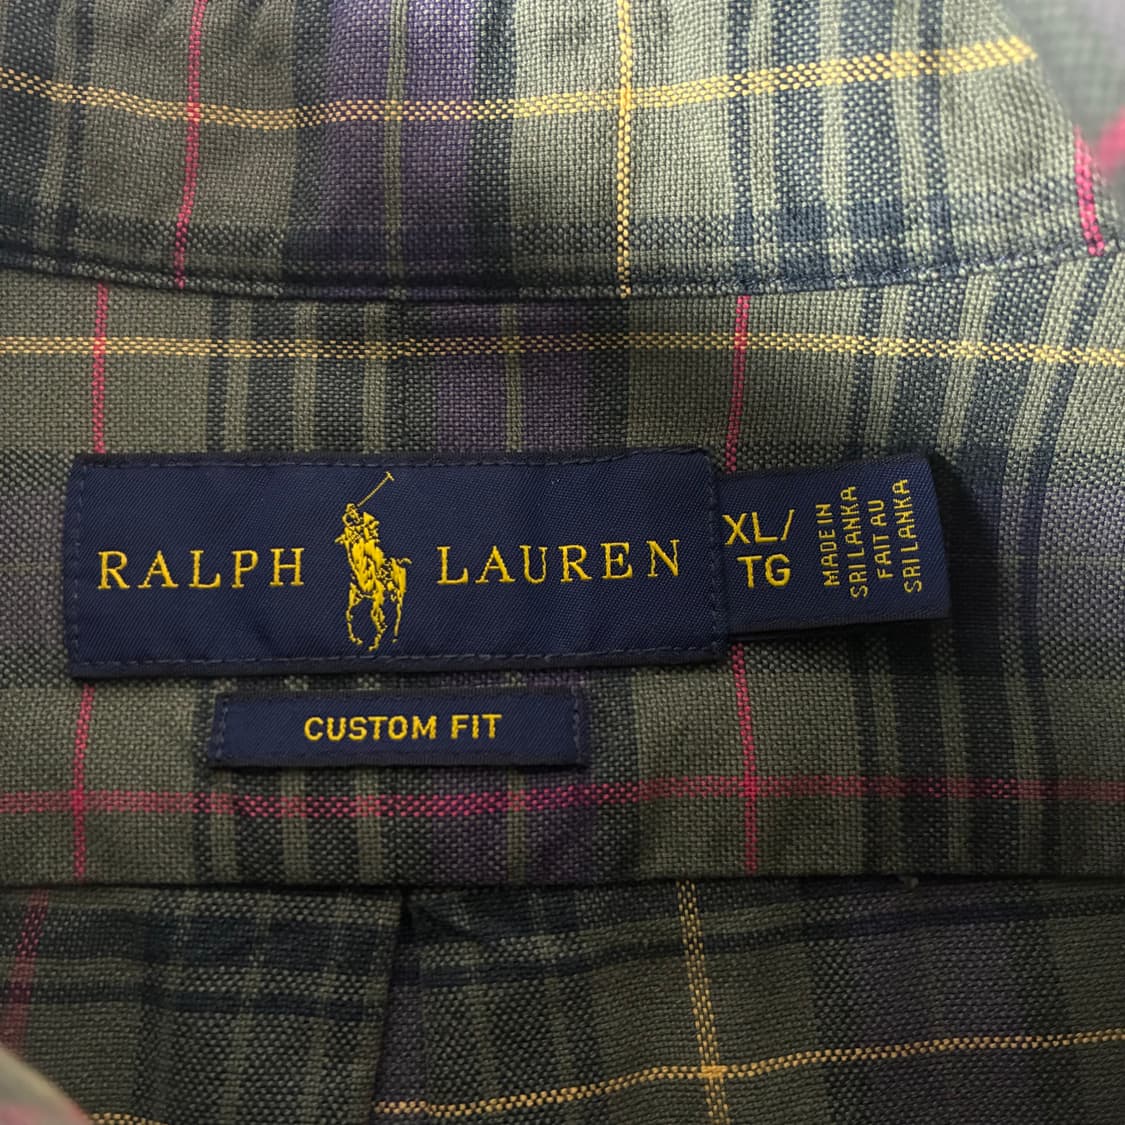 RALPH LAUREN
XL/
TG
MADE IN
SRI LANKA
FAIT AU
SRI LANKA
CUSTOM FIT